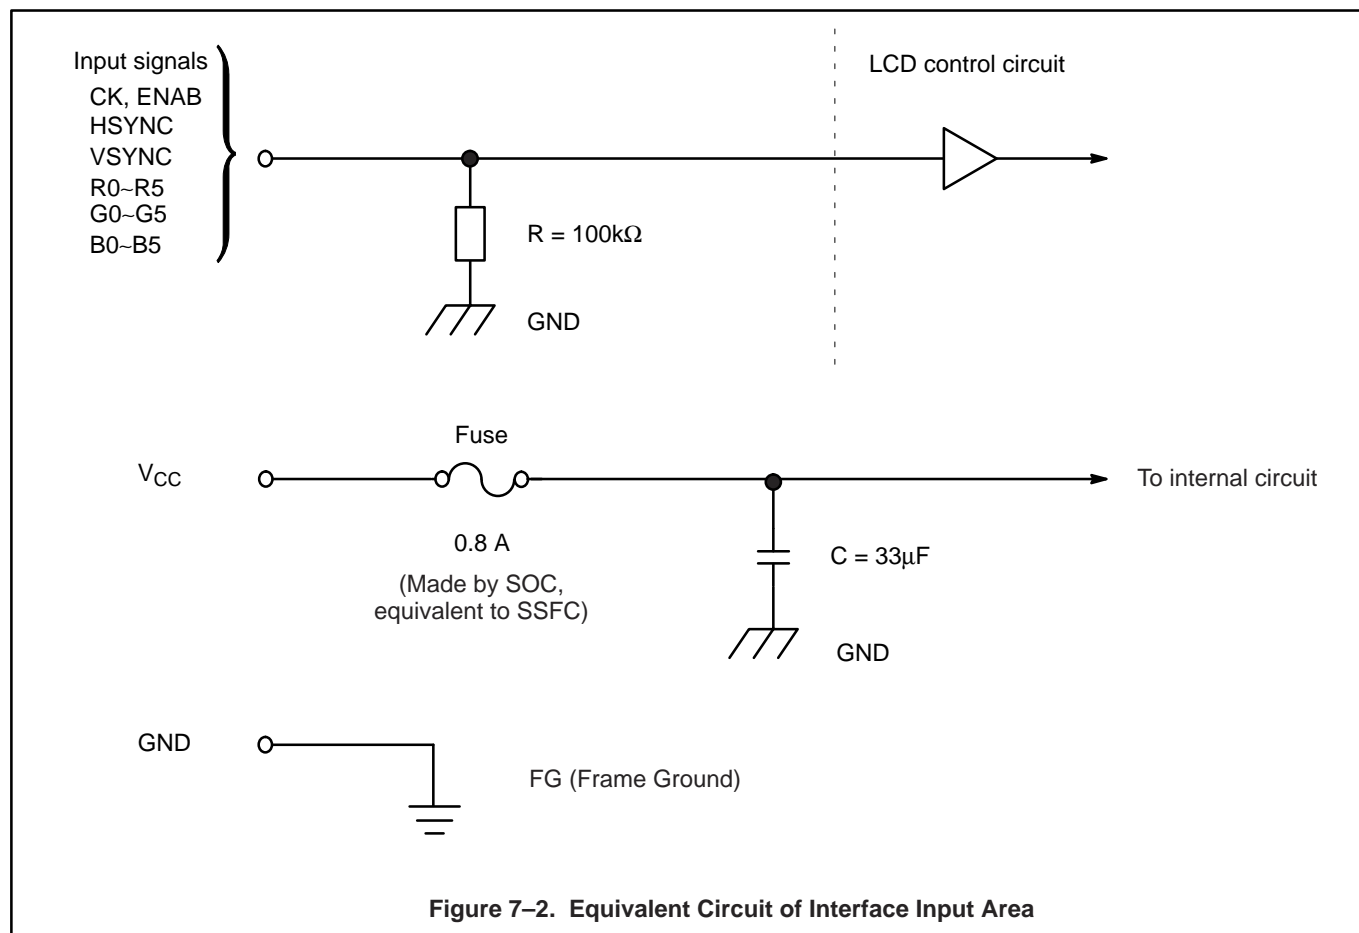 Input signals
CK, ENAB
HSYNC
VSYNC
R0~R5
G0~G5
B0~B5
LCD control circuit
R = 100kΩ
GND
Fuse
VCC
To internal circuit
0.8 A
(Made by SOC,
equivalent to SSFC)
C = 33μF
GND
GND
FG (Frame Ground)
Figure 7–2. Equivalent Circuit of Interface Input Area